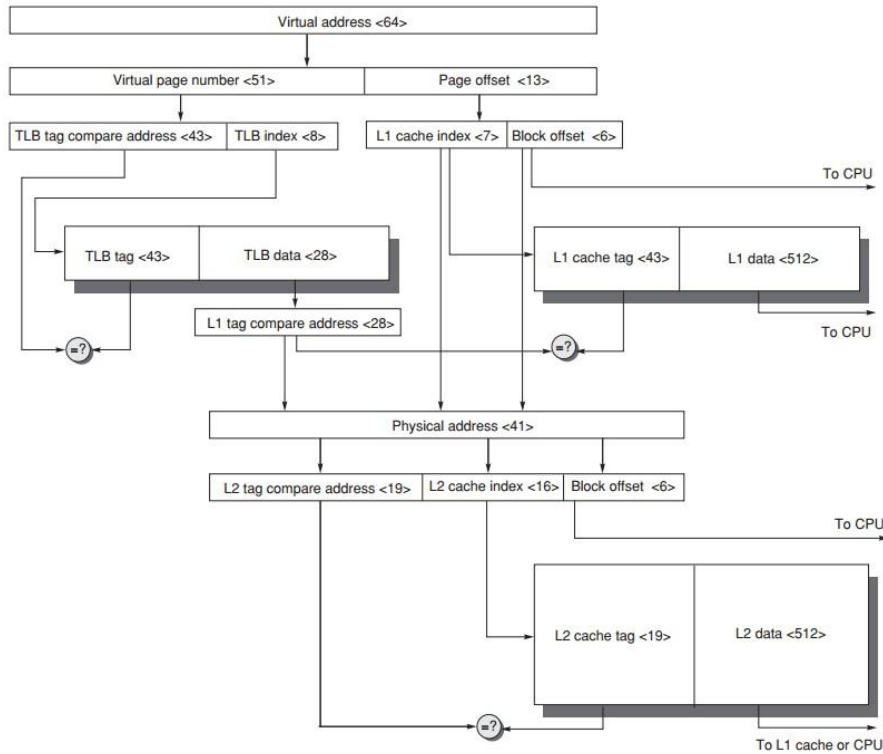 Virtual address <64>
Virtual page number <51>
Page offset <13>
TLB tag compare address <43>
TLB index <8>
L1 cache index <7>
Block offset <6>
To CPU
TLB tag <43>
TLB data <28>
L1 cache tag <43>
L1 data <512>
To CPU
L1 tag compare address <28>
=?
=?
Physical address <41>
L2 tag compare address <19>
L2 cache index <16>
Block offset <6>
To CPU
L2 cache tag <19>
L2 data <512>
=?
To L1 cache or CPU